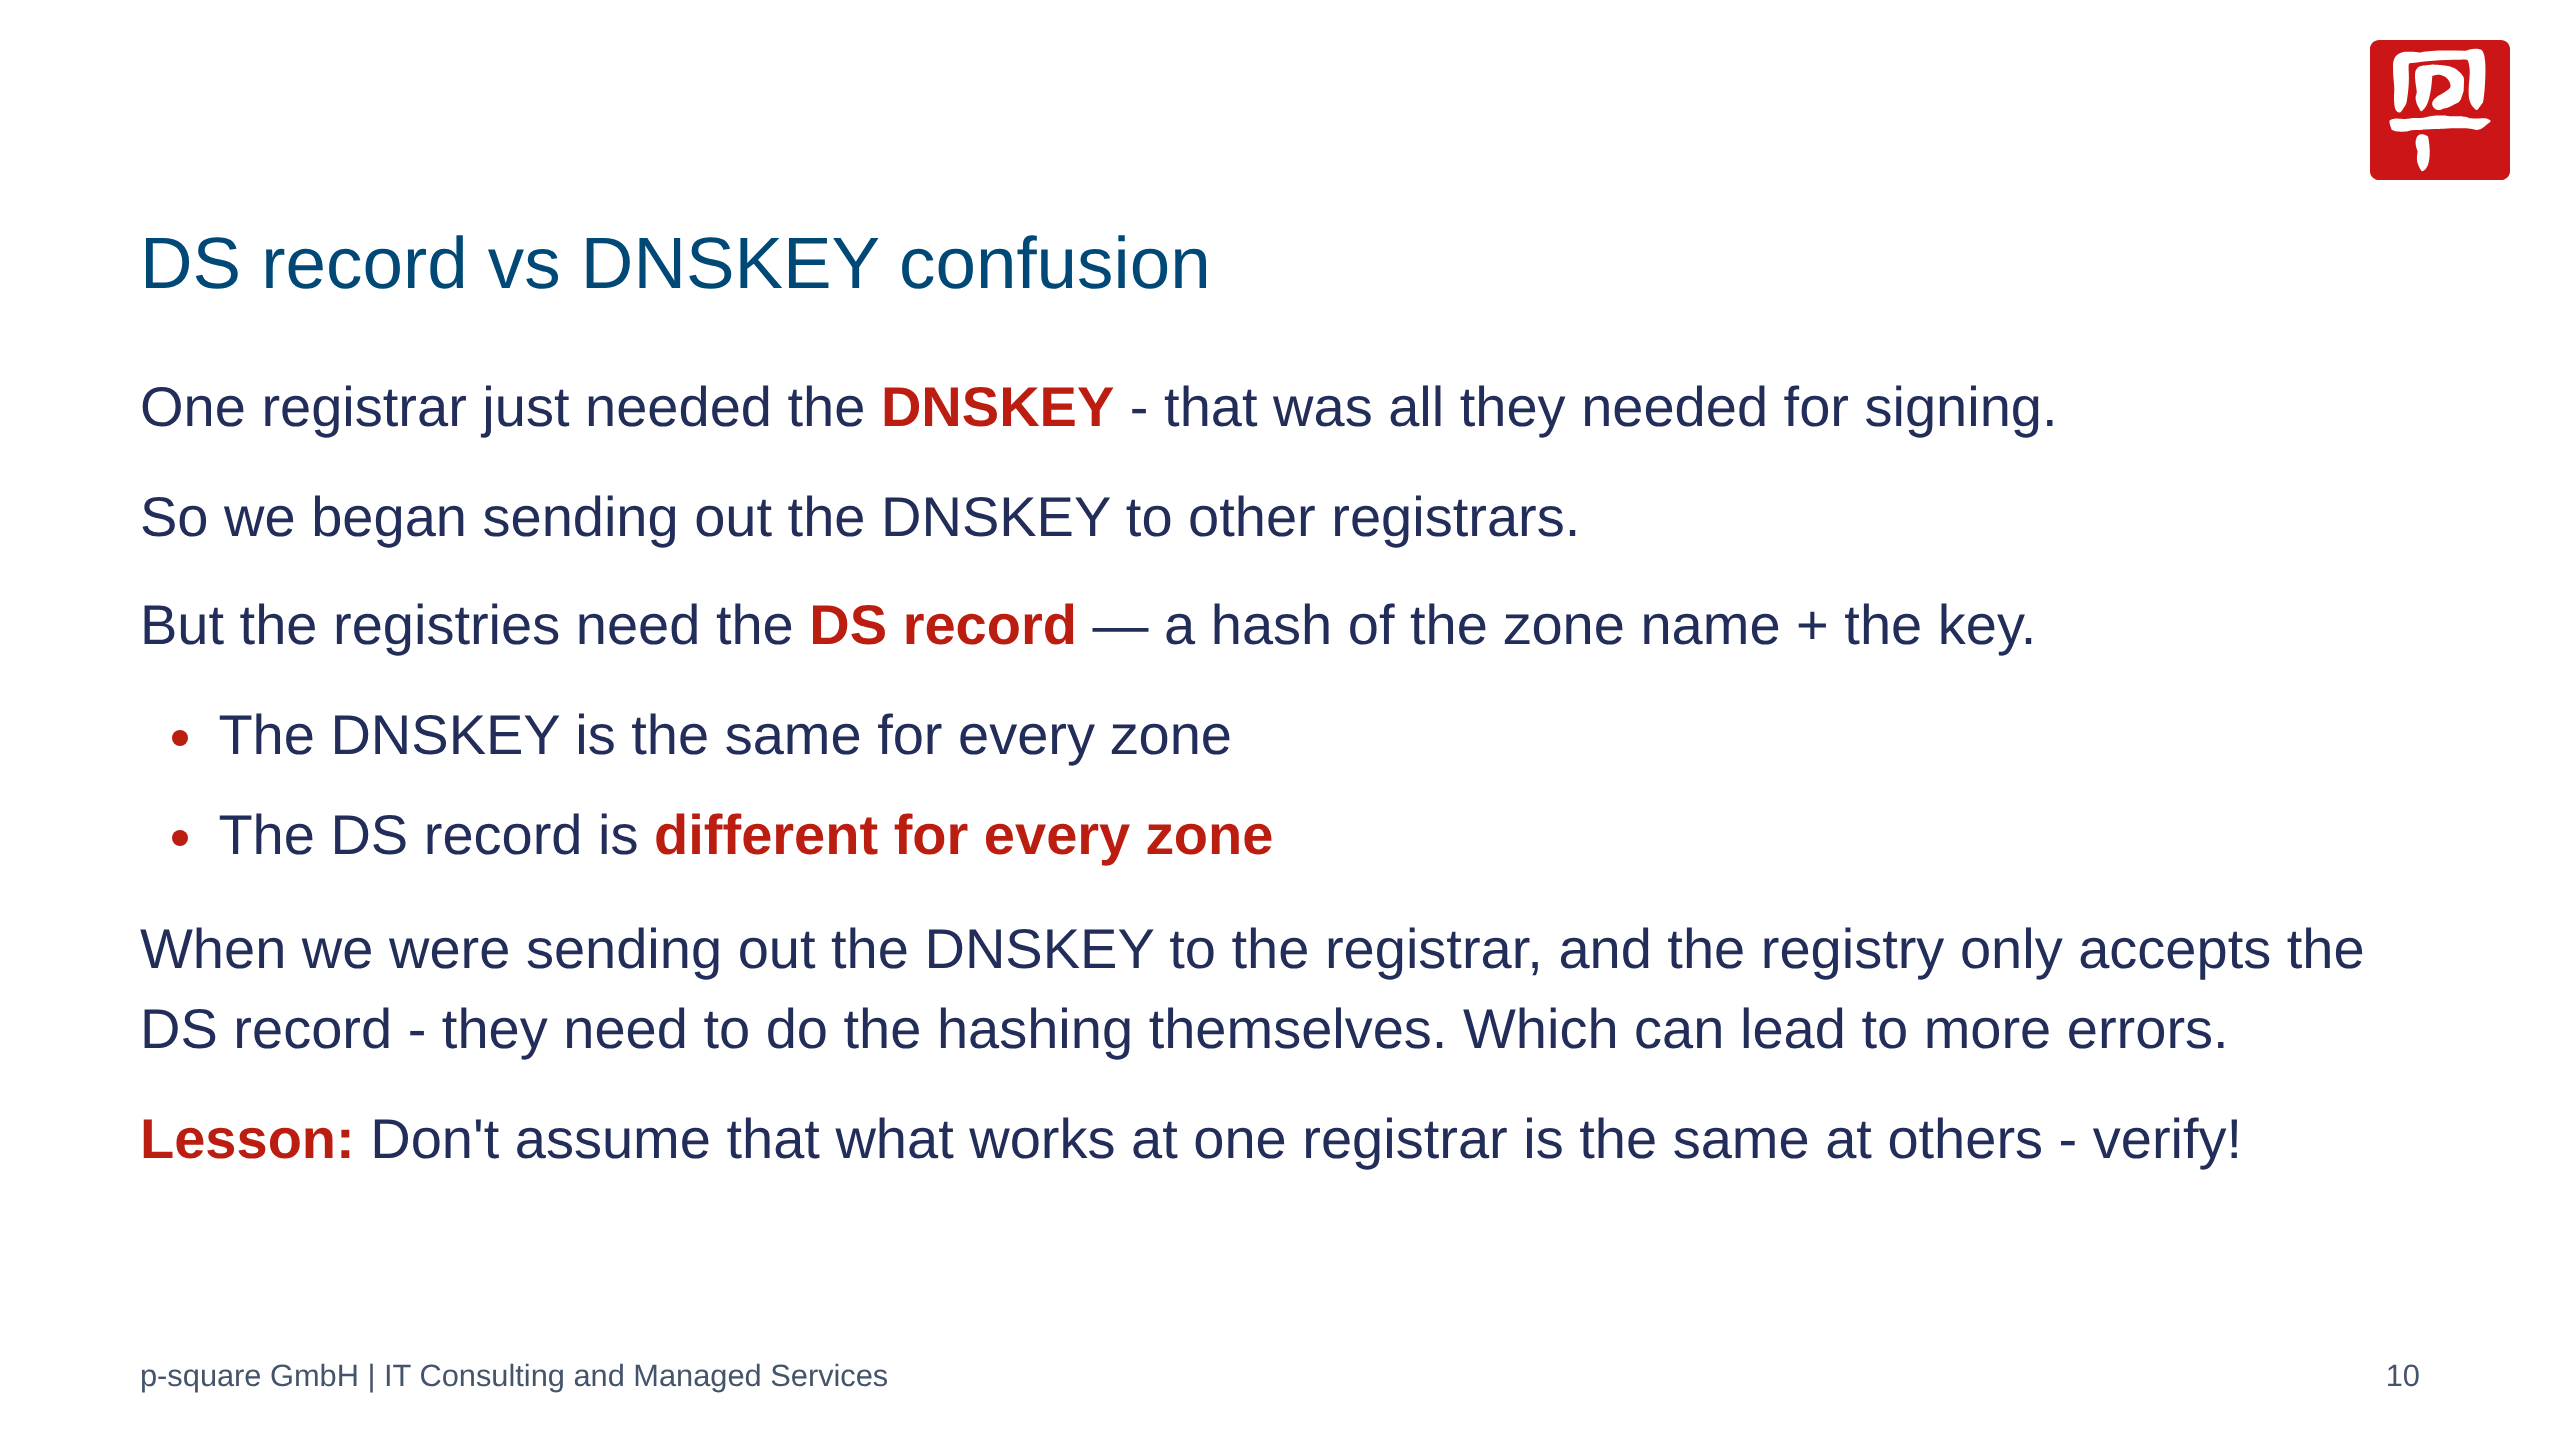 DS record vs DNSKEY confusion
One registrar just needed the DNSKEY - that was all they needed for signing.
So we began sending out the DNSKEY to other registrars.
But the registries need the DS record — a hash of the zone name + the key.
• The DNSKEY is the same for every zone
• The DS record is different for every zone
When we were sending out the DNSKEY to the registrar, and the registry only accepts the
DS record - they need to do the hashing themselves. Which can lead to more errors.
Lesson: Don't assume that what works at one registrar is the same at others - verify!
p-square GmbH | IT Consulting and Managed Services
10